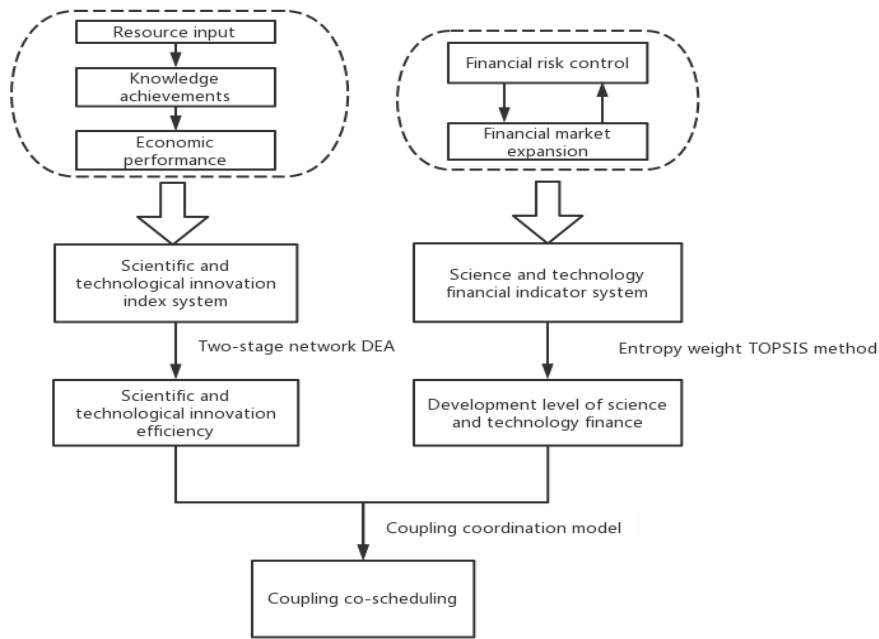 Resource input
Knowledge
achievements
Economic
performance
Financial risk control
Financial market
expansion
Scientific and
technological innovation
index system
Science and technology
financial indicator system
Two-stage network DEA
Entropy weight TOPSIS method
Scientific and
technological innovation
efficiency
Development level of science
and technology finance
Coupling coordination model
Coupling co-scheduling